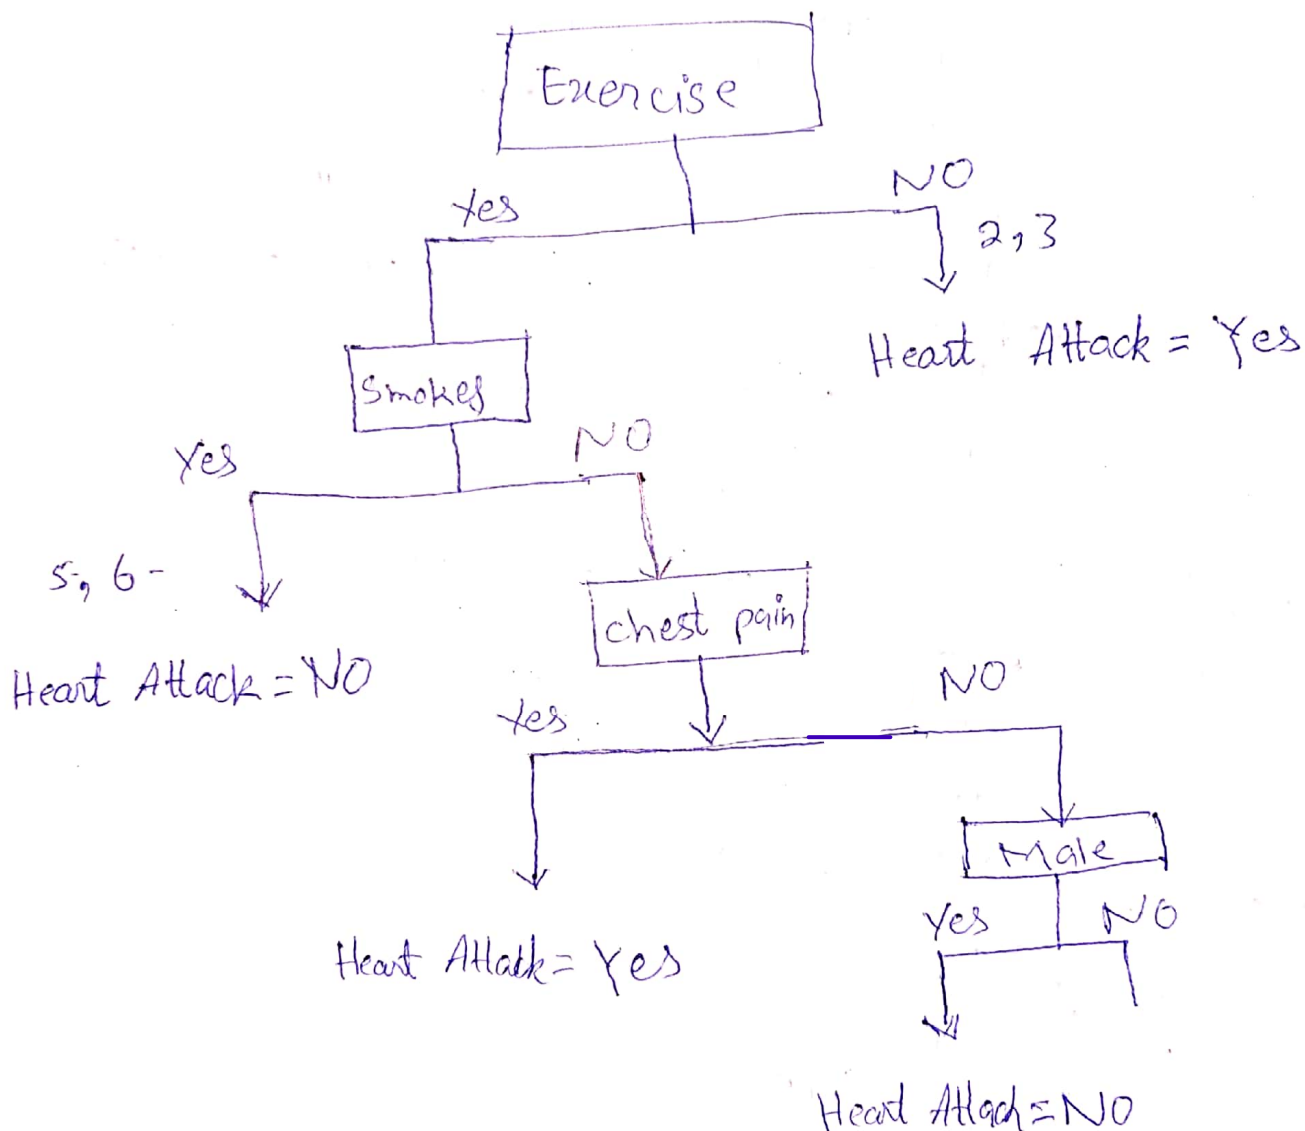 Exercise
NO
Yes
2, 3
Heart Attack = Yes
Smokes
NO
Yes
5, 6 -
chest pain
Heart Attack = NO
NO
Yes
Male
Yes NO
Heart Attack = Yes
Heart Attack = NO